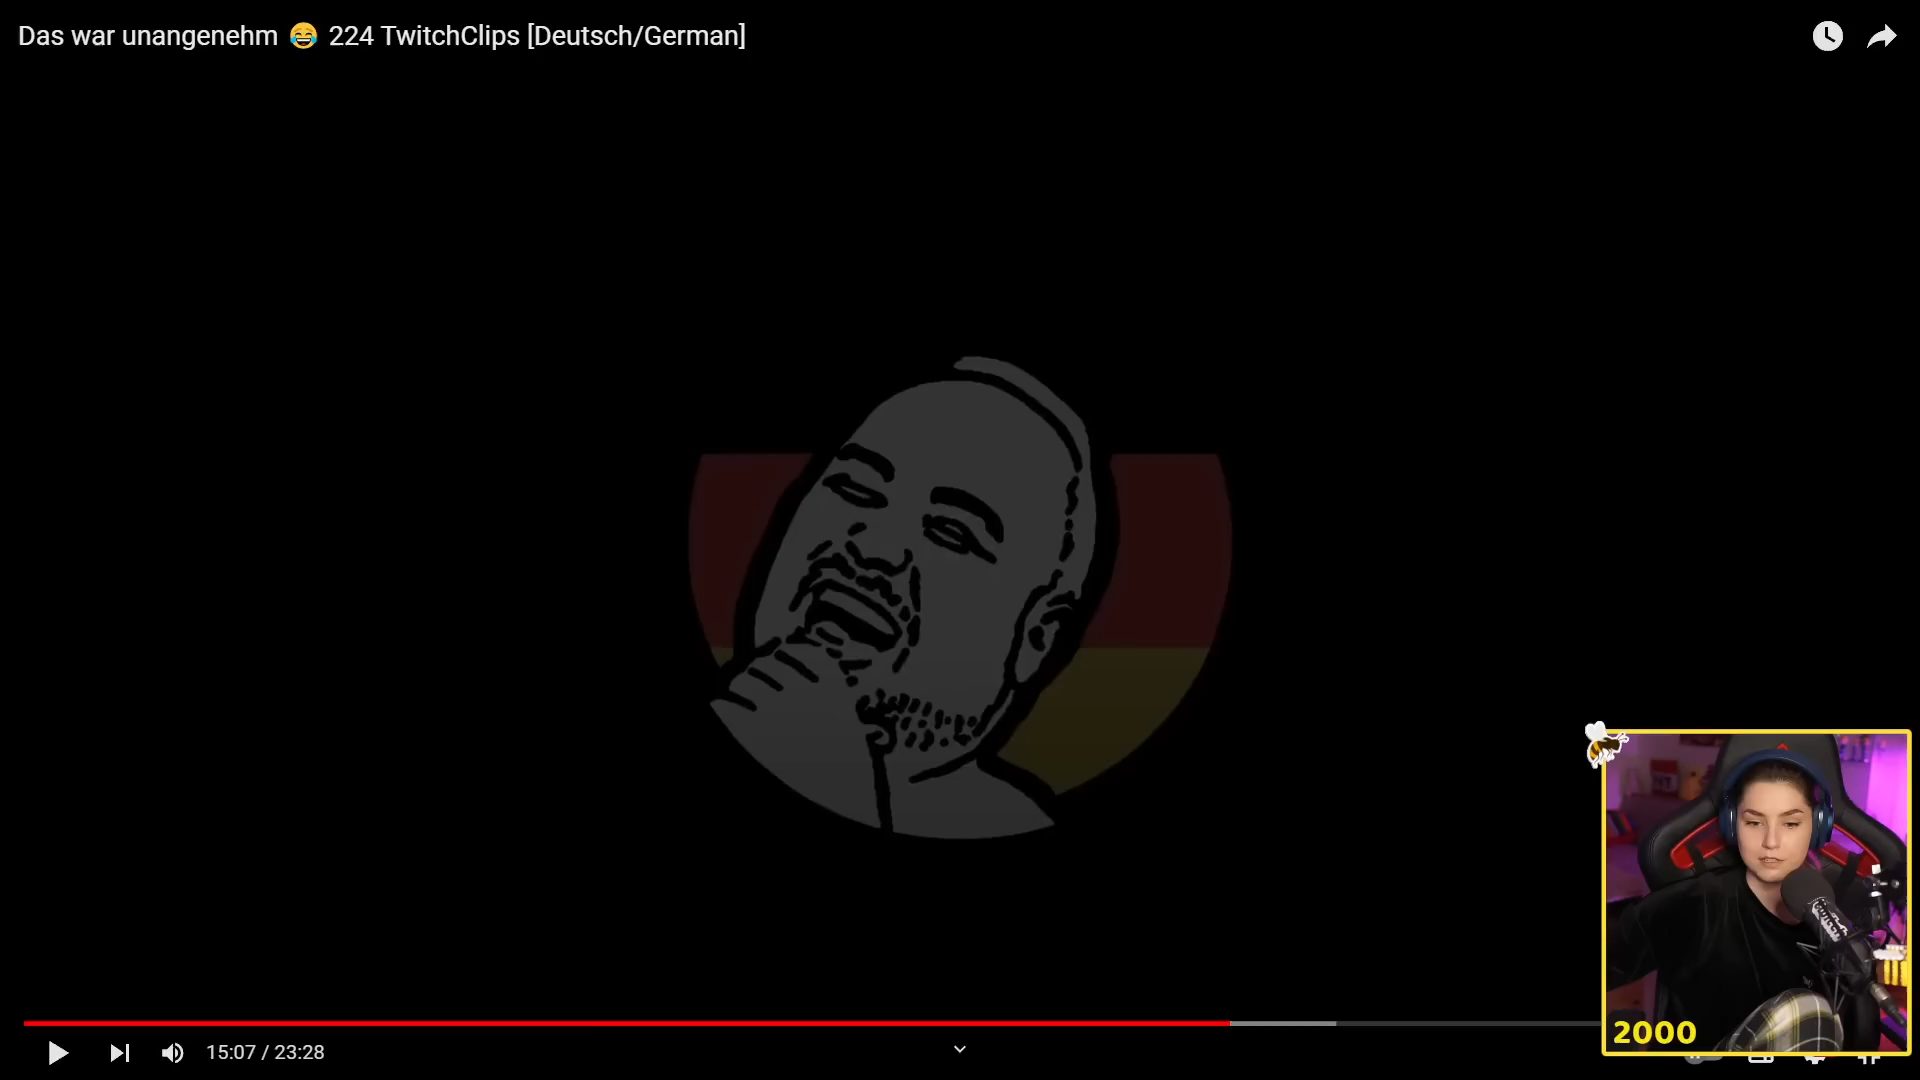 Das war unangenehm 😂 224 TwitchClips [Deutsch/German]
15:07 / 23:28
2000